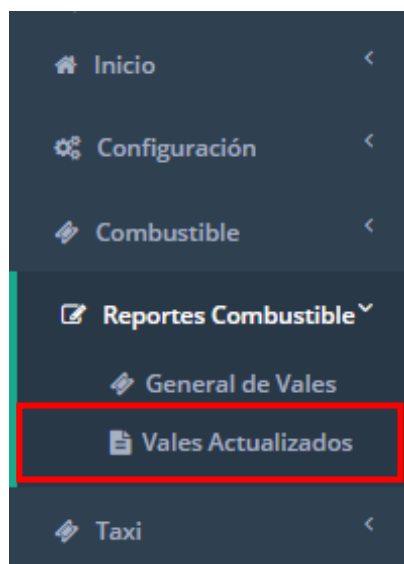 Inicio
Configuración
Combustible
Reportes Combustible
General de Vales
Vales Actualizados
Taxi